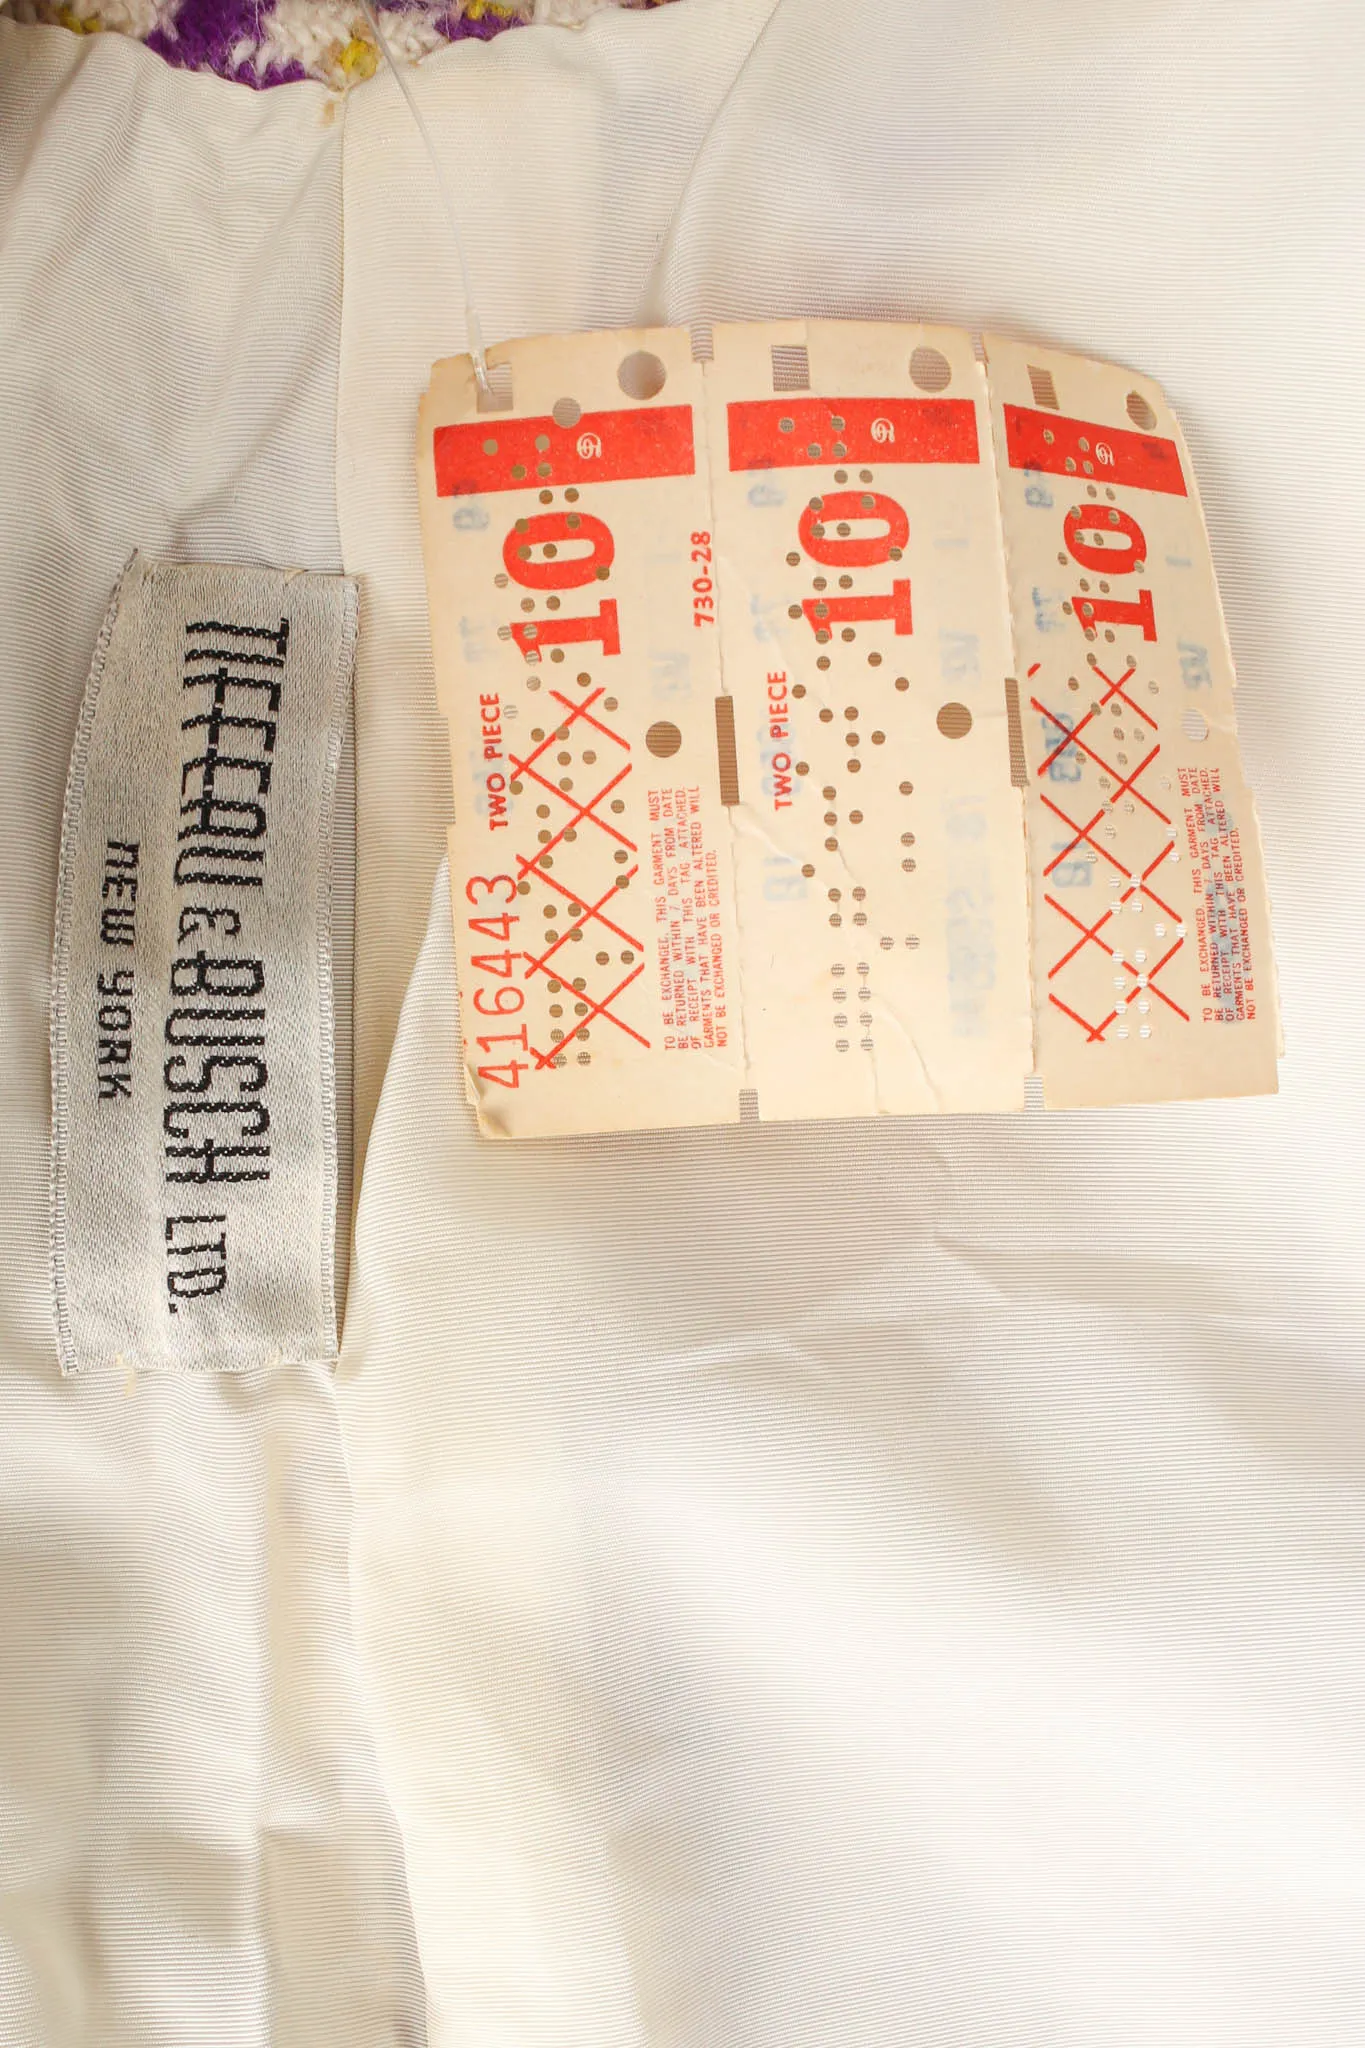 TIFFEAU & BUSCH LTD.
NEW YORK
10
TWO PIECE
416443
730-28
TO BE EXCHANGED, THIS GARMENT MUST
BE RETURNED WITHIN 7 DAYS FROM DATE
OF RECEIPT WITH THIS TAG ATTACHED.
GARMENTS THAT HAVE BEEN ALTERED WILL
NOT BE EXCHANGED OR CREDITED.
10
TWO PIECE
10
TO BE EXCHANGED, THIS GARMENT MUST
BE RETURNED WITHIN 7 DAYS FROM DATE
OF RECEIPT WITH THIS TAG ATTACHED.
GARMENTS THAT HAVE BEEN ALTERED WILL
NOT BE EXCHANGED OR CREDITED.